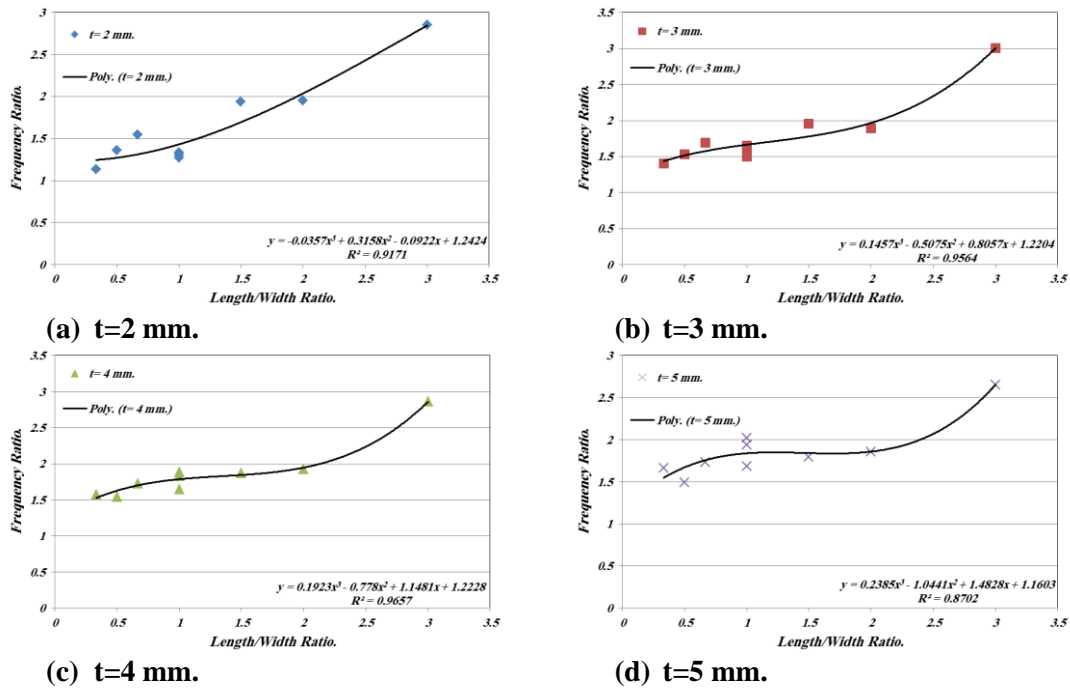 3
2.5
2
1.5
1
0.5
0
0 0.5 1 1.5 2 2.5 3 3.5
Frequency Ratio.
Length/Width Ratio.
t= 2 mm.
Poly. (t= 2 mm.)
y = -0.0357x³ + 0.3158x² - 0.0922x + 1.2424
R² = 0.9171
(a) t=2 mm.
3.5
3
2.5
2
1.5
1
0.5
0
0 0.5 1 1.5 2 2.5 3 3.5
Frequency Ratio.
Length/Width Ratio.
t= 3 mm.
Poly. (t= 3 mm.)
y = 0.1457x³ - 0.5075x² + 0.8057x + 1.2204
R² = 0.9564
(b) t=3 mm.
3.5
3
2.5
2
1.5
1
0.5
0
0 0.5 1 1.5 2 2.5 3 3.5
Frequency Ratio.
Length/Width Ratio.
t= 4 mm.
Poly. (t= 4 mm.)
y = 0.1923x³ - 0.778x² + 1.1481x + 1.2228
R² = 0.9657
(c) t=4 mm.
3
2.5
2
1.5
1
0.5
0
0 0.5 1 1.5 2 2.5 3 3.5
Frequency Ratio.
Length/Width Ratio.
t= 5 mm.
Poly. (t= 5 mm.)
y = 0.2385x³ - 1.0441x² + 1.4828x + 1.1603
R² = 0.8702
(d) t=5 mm.